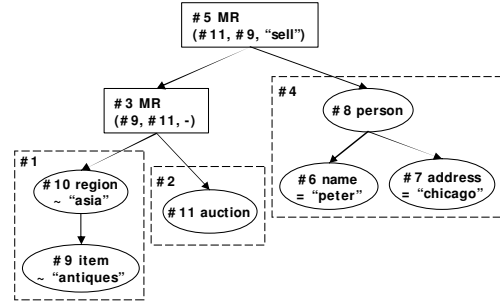 #5 MR
(#11, #9, “sell”)
#4
#8 person
#3 MR
(#9, #11, -)
#1
#2
#6 name
= “peter”
#7 address
= “chicago”
#10 region
~ “asia”
#11 auction
#9 item
~ “antiques”